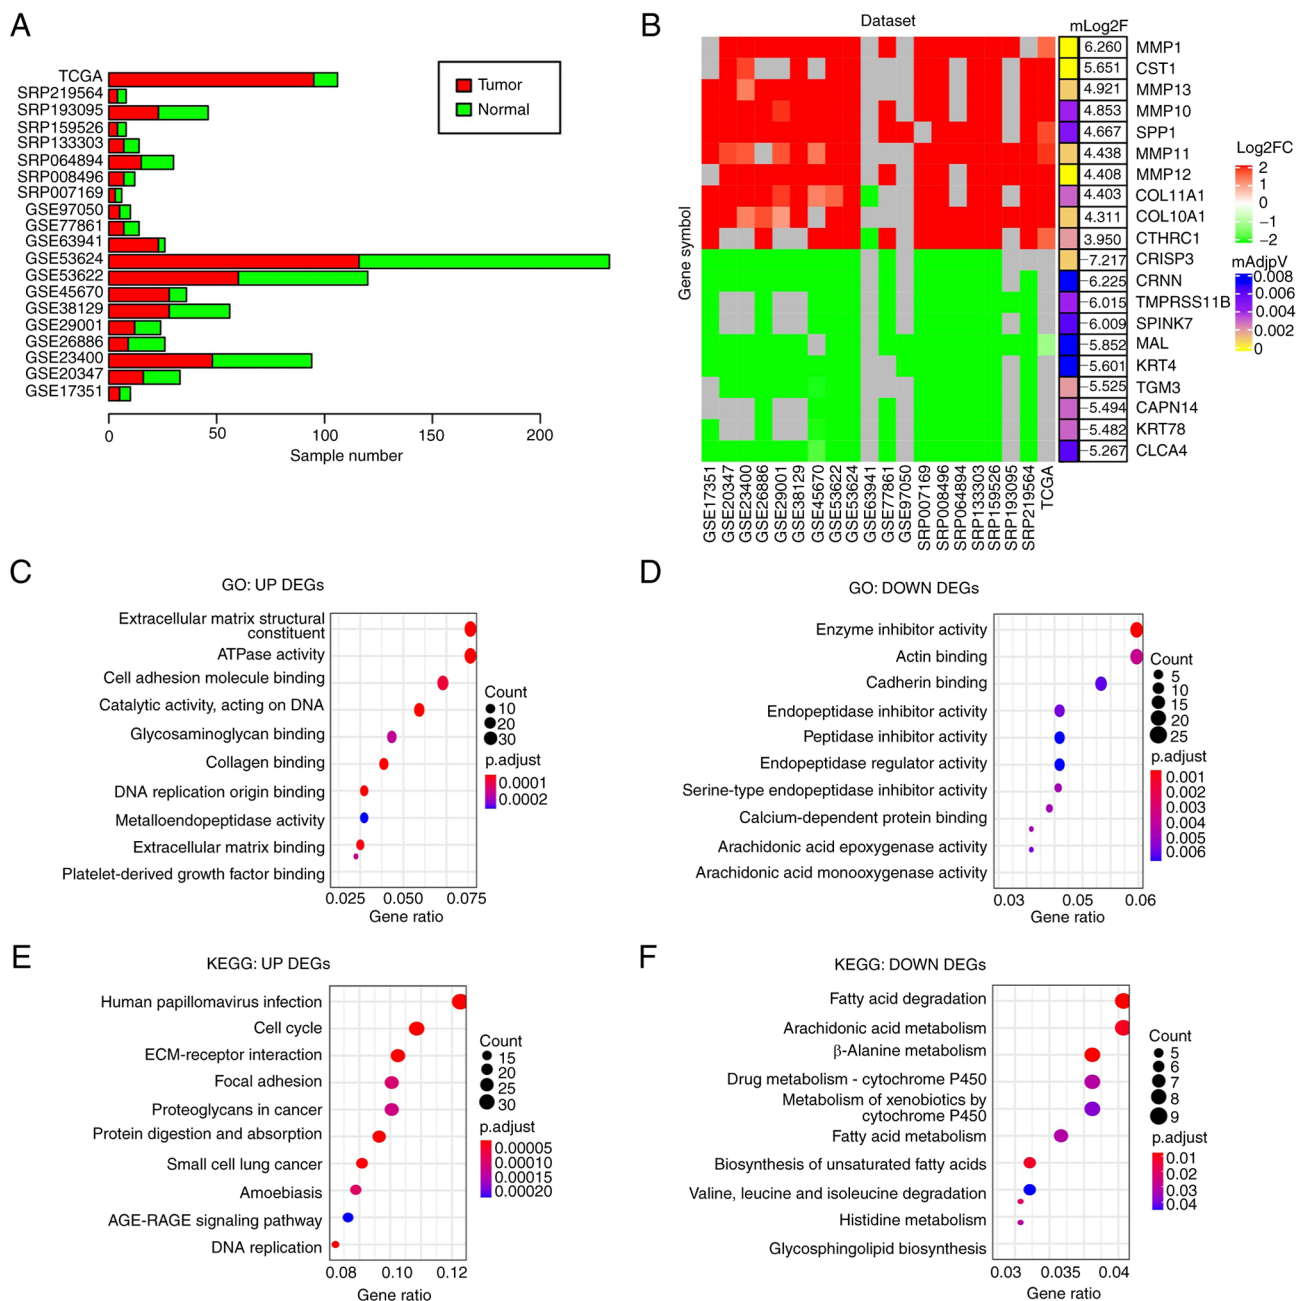 A
TCGA
SRP219564
SRP193095
SRP159526
SRP133303
SRP064894
SRP008496
SRP007169
GSE97050
GSE77861
GSE63941
GSE53624
GSE53622
GSE45670
GSE38129
GSE29001
GSE26886
GSE23400
GSE20347
GSE17351
Tumor
Normal
0 50 100 150 200
Sample number
B
Dataset
mLog2F
Gene symbol
6.260 MMP1
5.651 CST1
4.921 MMP13
4.853 MMP10
4.667 SPP1
4.438 MMP11
4.408 MMP12
4.403 COL11A1
4.311 COL10A1
3.950 CTHRC1
−7.217 CRISP3
−6.225 CRNN
−6.015 TMPRSS11B
−6.009 SPINK7
−5.852 MAL
−5.601 KRT4
−5.525 TGM3
−5.494 CAPN14
−5.482 KRT78
−5.267 CLCA4
GSE17351
GSE20347
GSE23400
GSE26886
GSE29001
GSE38129
GSE45670
GSE53622
GSE53624
GSE63941
GSE77861
GSE97050
SRP007169
SRP008496
SRP064894
SRP133303
SRP159526
SRP193095
SRP219564
TCGA
Log2FC
2
1
0
−1
−2
mAdjpV
0.008
0.006
0.004
0.002
0
C
GO: UP DEGs
Extracellular matrix structural
constituent
ATPase activity
Cell adhesion molecule binding
Catalytic activity, acting on DNA
Glycosaminoglycan binding
Collagen binding
DNA replication origin binding
Metalloendopeptidase activity
Extracellular matrix binding
Platelet-derived growth factor binding
0.025 0.050 0.075
Gene ratio
Count
10
20
30
p.adjust
0.0001
0.0002
D
GO: DOWN DEGs
Enzyme inhibitor activity
Actin binding
Cadherin binding
Endopeptidase inhibitor activity
Peptidase inhibitor activity
Endopeptidase regulator activity
Serine-type endopeptidase inhibitor activity
Calcium-dependent protein binding
Arachidonic acid epoxygenase activity
Arachidonic acid monooxygenase activity
0.03 0.05 0.06
Gene ratio
Count
5
10
15
20
25
p.adjust
0.001
0.002
0.003
0.004
0.005
0.006
E
KEGG: UP DEGs
Human papillomavirus infection
Cell cycle
ECM-receptor interaction
Focal adhesion
Proteoglycans in cancer
Protein digestion and absorption
Small cell lung cancer
Amoebiasis
AGE-RAGE signaling pathway
DNA replication
0.08 0.10 0.12
Gene ratio
Count
15
20
25
30
p.adjust
0.00005
0.00010
0.00015
0.00020
F
KEGG: DOWN DEGs
Fatty acid degradation
Arachidonic acid metabolism
β-Alanine metabolism
Drug metabolism - cytochrome P450
Metabolism of xenobiotics by
cytochrome P450
Fatty acid metabolism
Biosynthesis of unsaturated fatty acids
Valine, leucine and isoleucine degradation
Histidine metabolism
Glycosphingolipid biosynthesis
0.03 0.035 0.04
Gene ratio
Count
5
6
7
8
9
p.adjust
0.01
0.02
0.03
0.04